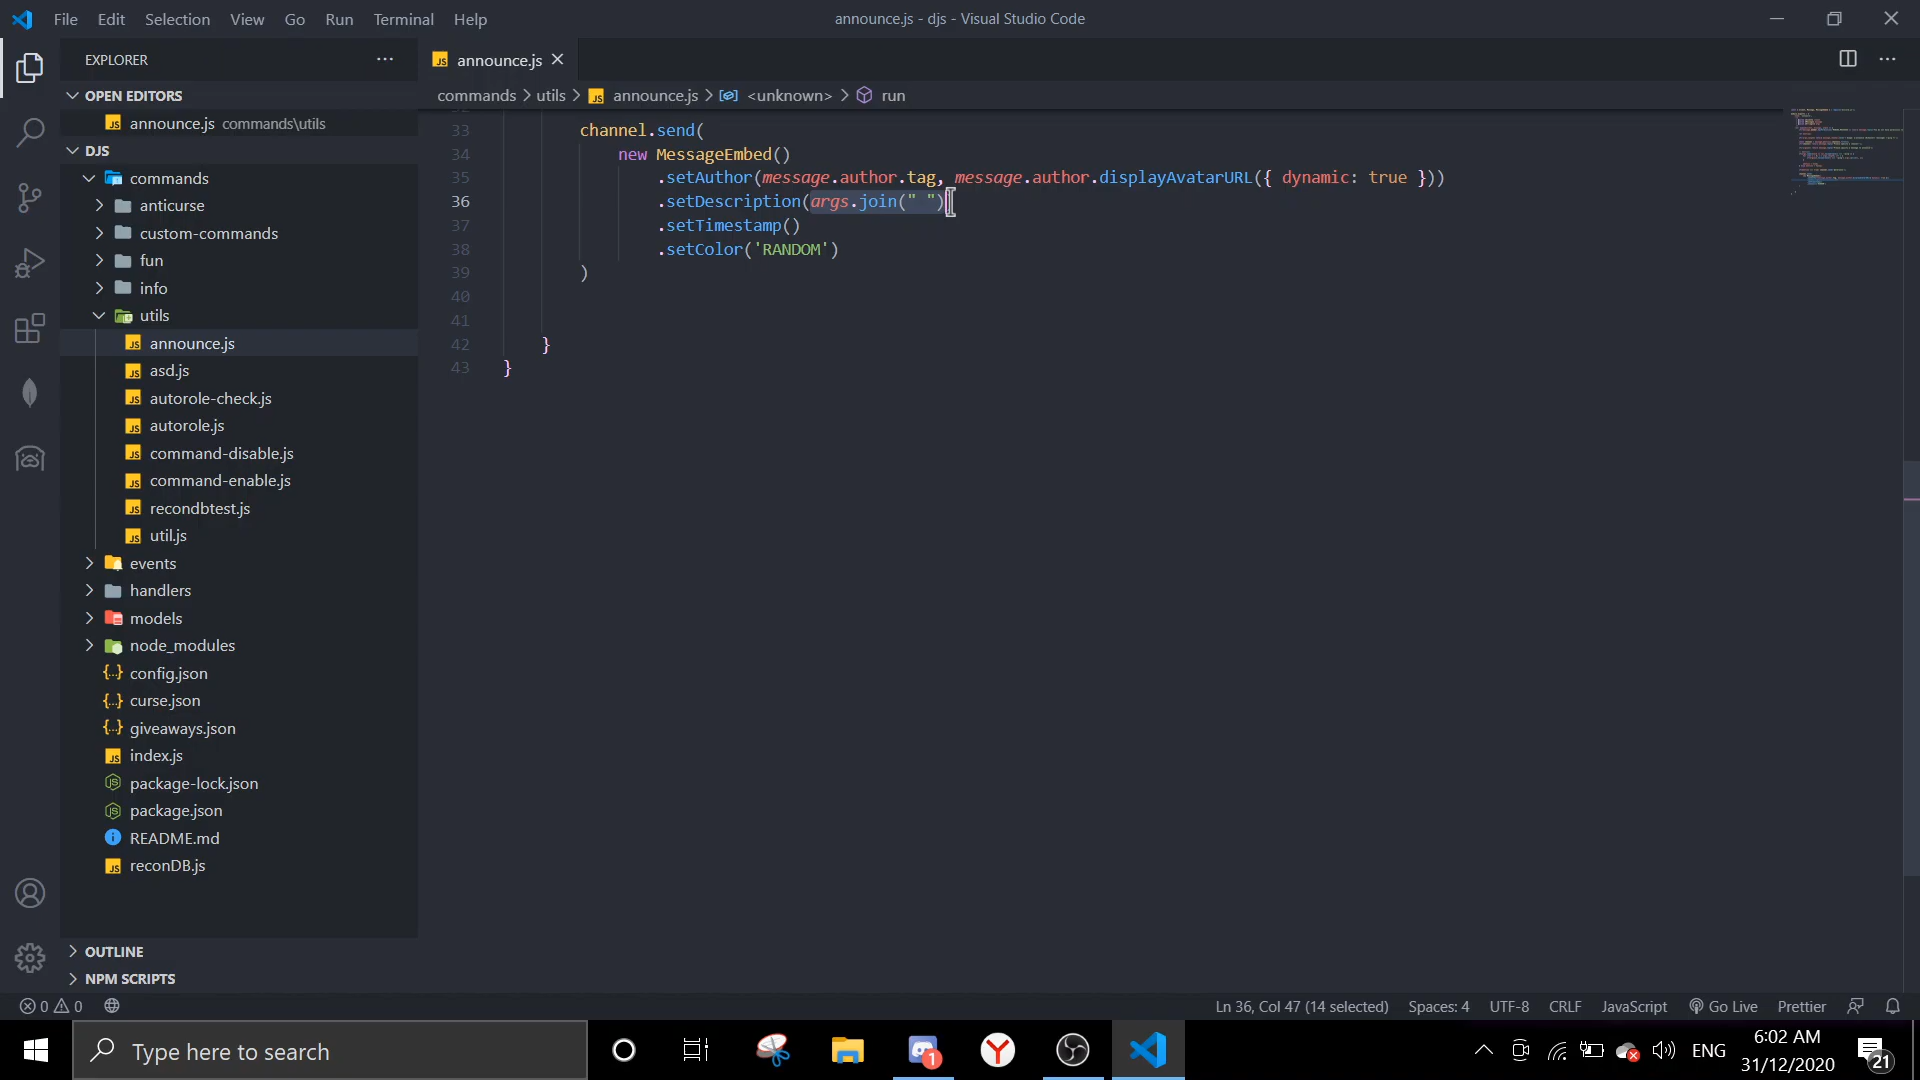 File Edit Selection View Go Run Terminal Help
announce.js - djs - Visual Studio Code
EXPLORER
OPEN EDITORS
announce.js commands\utils
DJS
commands
anticurse
custom-commands
fun
info
utils
announce.js
asd.js
autorole-check.js
autorole.js
command-disable.js
command-enable.js
recondbtest.js
util.js
events
handlers
models
node_modules
config.json
curse.json
giveaways.json
index.js
package-lock.json
package.json
README.md
reconDB.js
OUTLINE
NPM SCRIPTS
announce.js
commands > utils > announce.js > <unknown> > run
33 channel.send(
34 new MessageEmbed()
35 .setAuthor(message.author.tag, message.author.displayAvatarURL({ dynamic: true }))
36 .setDescription(args.join(" ")
37 .setTimestamp()
38 .setColor('RANDOM')
39 )
40
41
42 }
43 }
0 0
Ln 36, Col 47 (14 selected) Spaces: 4 UTF-8 CRLF JavaScript Go Live Prettier
Type here to search
1
ENG
6:02 AM
31/12/2020
21